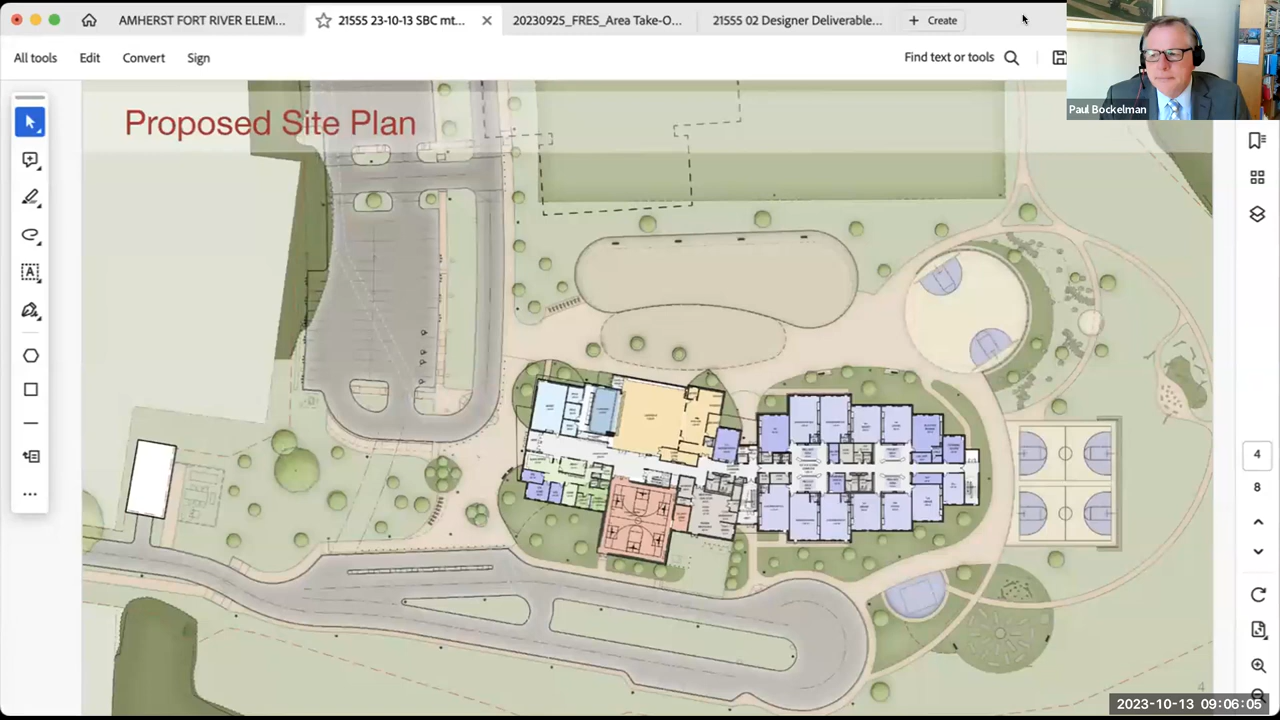 AMHERST FORT RIVER ELEM...
21555 23-10-13 SBC mt...
20230925_FRES_Area Take-O...
21555 02 Designer Deliverable...
+ Create
All tools
Edit
Convert
Sign
Find text or tools
Paul Bockelman
Proposed Site Plan
4
8
4
2023-10-13 09:06:05